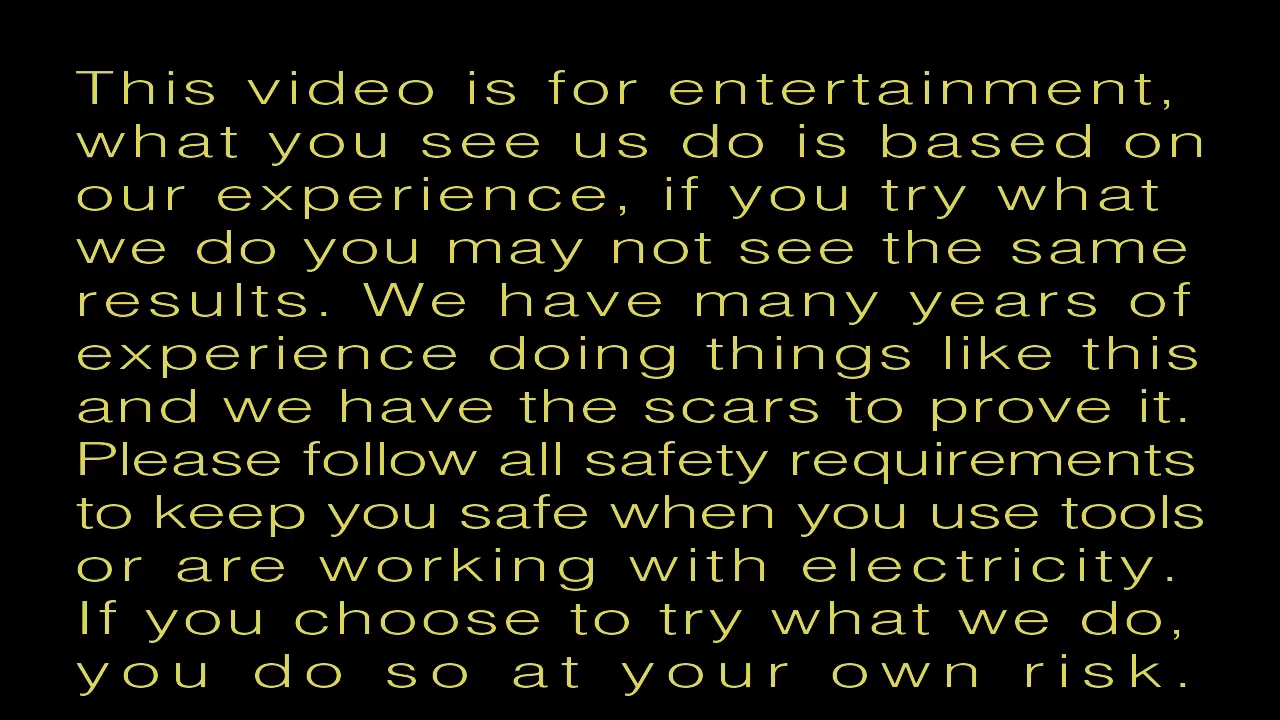 This video is for entertainment,
what you see us do is based on
our experience, if you try what
we do you may not see the same
results. We have many years of
experience doing things like this
and we have the scars to prove it.
Please follow all safety requirements
to keep you safe when you use tools
or are working with electricity.
If you choose to try what we do,
you do so at your own risk.